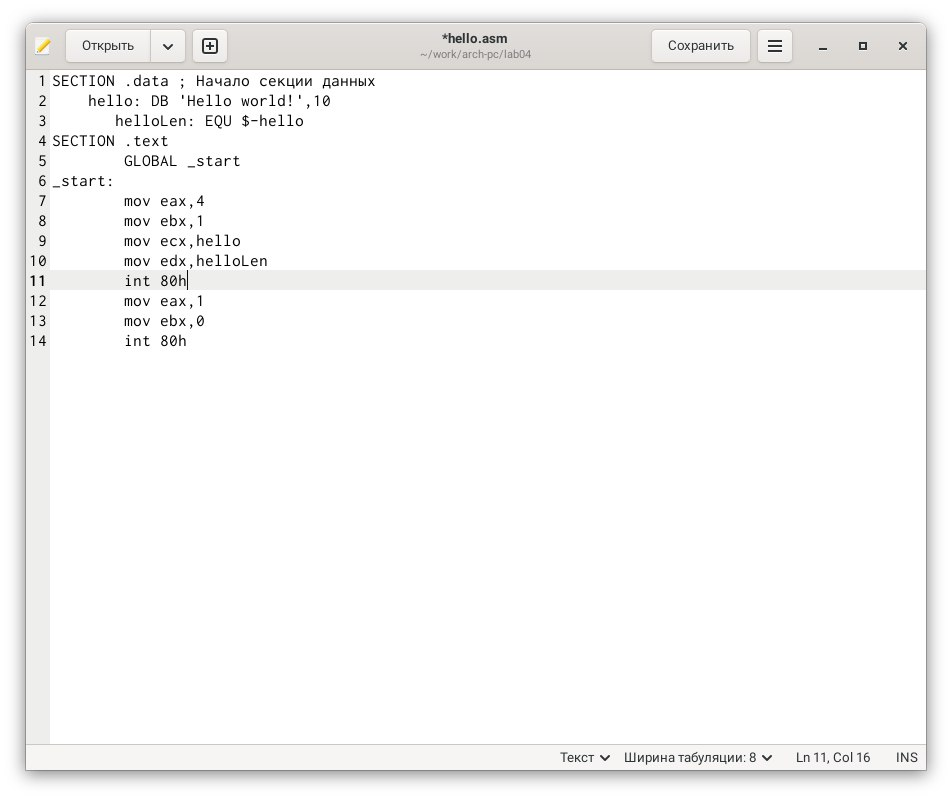 Открыть
*hello.asm
~/work/arch-pc/lab04
Сохранить
1 SECTION .data ; Начало секции данных
2     hello: DB 'Hello world!',10
3        helloLen: EQU $-hello
4 SECTION .text
5         GLOBAL _start
6 _start:
7         mov eax,4
8         mov ebx,1
9         mov ecx,hello
10         mov edx,helloLen
11         int 80h
12         mov eax,1
13         mov ebx,0
14         int 80h
Текст Ширина табуляции: 8 Ln 11, Col 16 INS